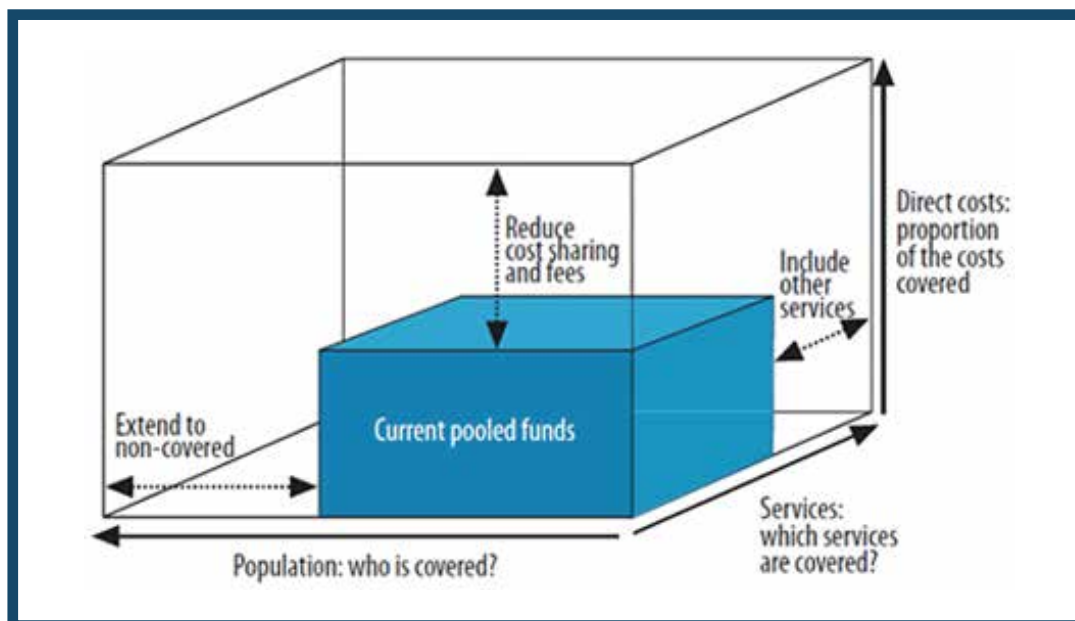 Reduce
cost sharing
and fees
Include
other
services
Direct costs:
proportion
of the costs
covered
Extend to
non-covered
Current pooled funds
Services:
which services
are covered?
Population: who is covered?